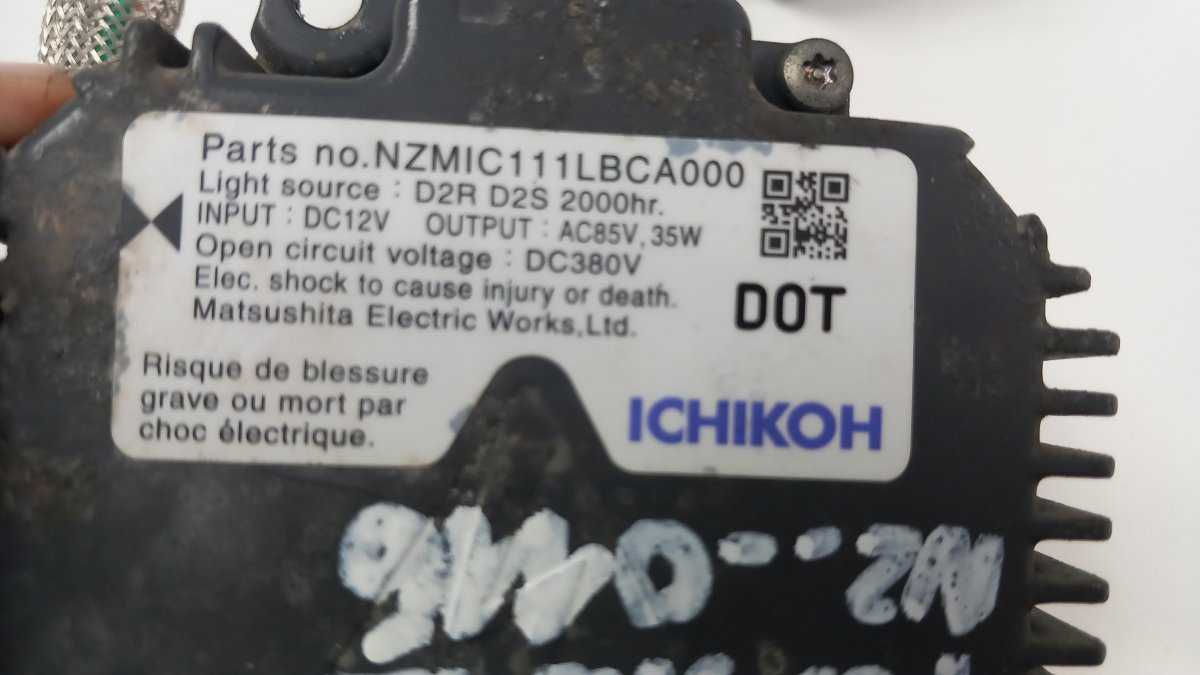 Parts no.NZMIC111LBCA000
Light source : D2R D2S 2000hr.
INPUT : DC12V OUTPUT : AC85V, 35W
Open circuit voltage : DC380V
Elec. shock to cause injury or death.
Matsushita Electric Works,Ltd.
DOT
Risque de blessure
grave ou mort par
choc électrique.
ICHIKOH